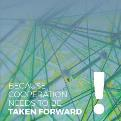 BECAUSE
COOPERATION
NEEDS TO BE
TAKEN FORWARD
!